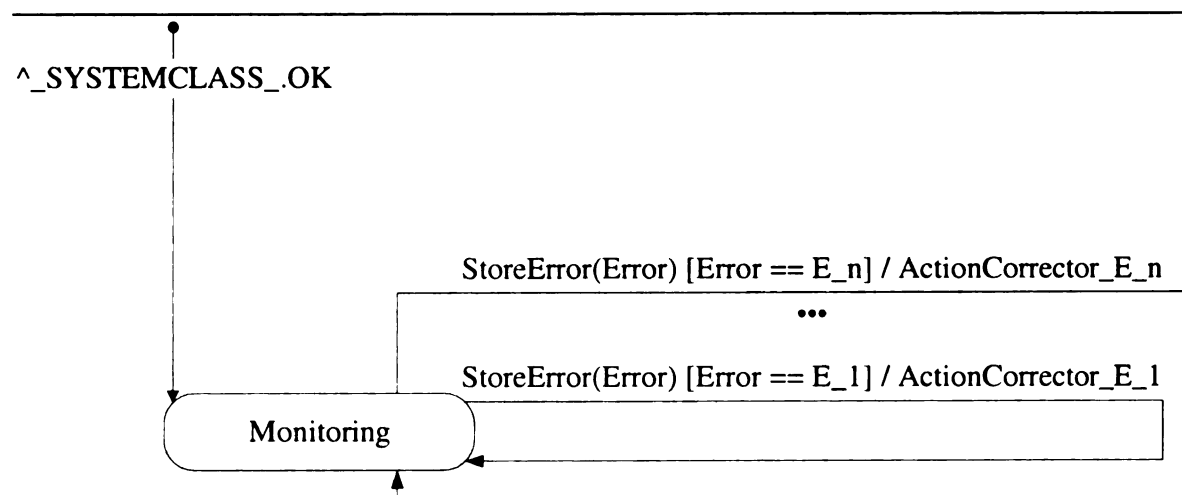 ^_SYSTEMCLASS_.OK
StoreError(Error) [Error == E_n] / ActionCorrector_E_n
•••
StoreError(Error) [Error == E_1] / ActionCorrector_E_1
Monitoring